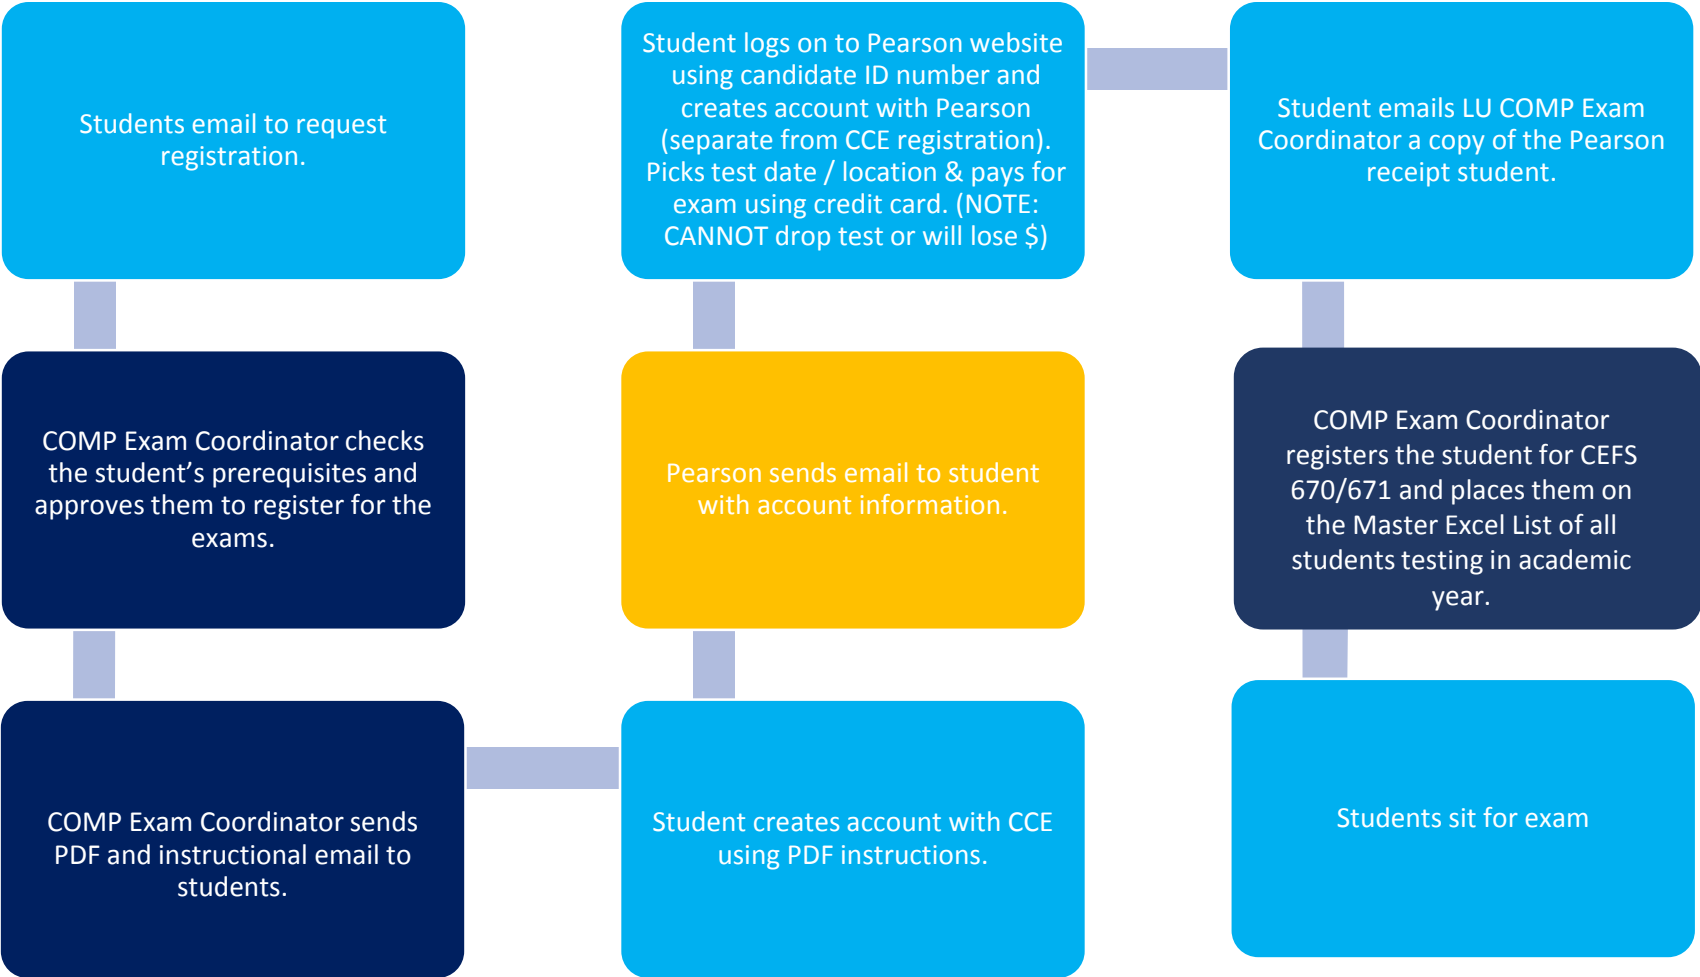 Students email to request
registration.
COMP Exam Coordinator checks
the student’s prerequisites and
approves them to register for the
exams.
COMP Exam Coordinator sends
PDF and instructional email to
students.
Student creates account with CCE
using PDF instructions.
Pearson sends email to student
with account information.
Student logs on to Pearson website
using candidate ID number and
creates account with Pearson
(separate from CCE registration).
Picks test date / location & pays for
exam using credit card. (NOTE:
CANNOT drop test or will lose $)
Student emails LU COMP Exam
Coordinator a copy of the Pearson
receipt student.
COMP Exam Coordinator
registers the student for CEFS
670/671 and places them on
the Master Excel List of all
students testing in academic
year.
Students sit for exam